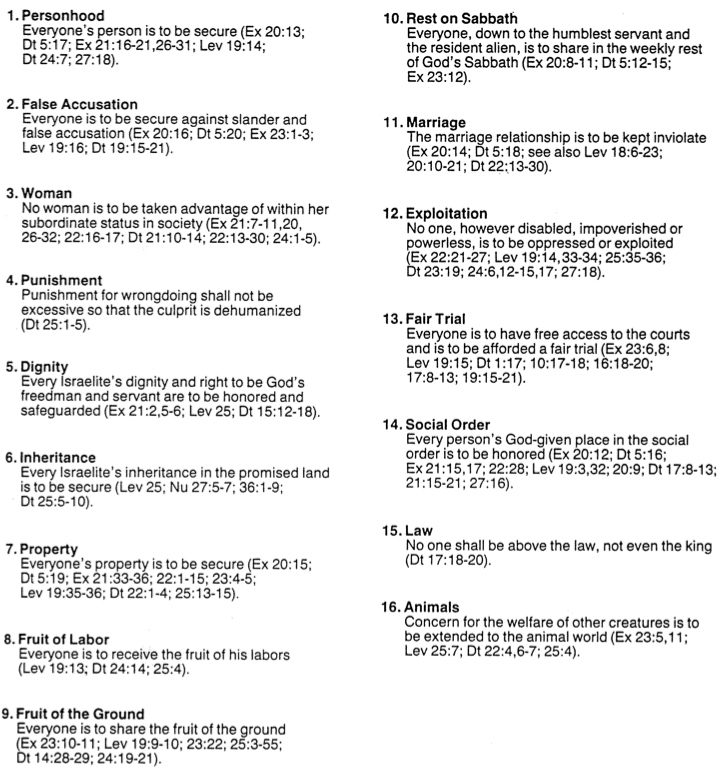 1. Personhood
Everyone's person is to be secure (Ex 20:13;
Dt 5:17; Ex 21:16-21,26-31; Lev 19:14;
Dt 24:7; 27:18).
2. False Accusation
Everyone is to be secure against slander and
false accusation (Ex 20:16; Dt 5:20; Ex 23:1-3;
Lev 19:16; Dt 19:15-21).
3. Woman
No woman is to be taken advantage of within her
subordinate status in society (Ex 21:7-11,20,
26-32; 22:16-17; Dt 21:10-14; 22:13-30; 24:1-5).
4. Punishment
Punishment for wrongdoing shall not be
excessive so that the culprit is dehumanized
(Dt 25:1-5).
5. Dignity
Every Israelite's dignity and right to be God's
freedman and servant are to be honored and
safeguarded (Ex 21:2,5-6; Lev 25; Dt 15:12-18).
6. Inheritance
Every Israelite's inheritance in the promised land
is to be secure (Lev 25; Nu 27:5-7; 36:1-9;
Dt 25:5-10).
7. Property
Everyone's property is to be secure (Ex 20:15;
Dt 5:19; Ex 21:33-36; 22:1-15; 23:4-5;
Lev 19:35-36; Dt 22:1-4; 25:13-15).
8. Fruit of Labor
Everyone is to receive the fruit of his labors
(Lev 19:13; Dt 24:14; 25:4).
9. Fruit of the Ground
Everyone is to share the fruit of the ground
(Ex 23:10-11; Lev 19:9-10; 23:22; 25:3-55;
Dt 14:28-29; 24:19-21).
10. Rest on Sabbath
Everyone, down to the humblest servant and
the resident alien, is to share in the weekly rest
of God's Sabbath (Ex 20:8-11; Dt 5:12-15;
Ex 23:12).
11. Marriage
The marriage relationship is to be kept inviolate
(Ex 20:14; Dt 5:18; see also Lev 18:6-23;
20:10-21; Dt 22:13-30).
12. Exploitation
No one, however disabled, impoverished or
powerless, is to be oppressed or exploited
(Ex 22:21-27; Lev 19:14,33-34; 25:35-36;
Dt 23:19; 24:6,12-15,17; 27:18).
13. Fair Trial
Everyone is to have free access to the courts
and is to be afforded a fair trial (Ex 23:6,8;
Lev 19:15; Dt 1:17; 10:17-18; 16:18-20;
17:8-13; 19:15-21).
14. Social Order
Every person's God-given place in the social
order is to be honored (Ex 20:12; Dt 5:16;
Ex 21:15,17; 22:28; Lev 19:3,32; 20:9; Dt 17:8-13;
21:15-21; 27:16).
15. Law
No one shall be above the law, not even the king
(Dt 17:18-20).
16. Animals
Concern for the welfare of other creatures is to
be extended to the animal world (Ex 23:5,11;
Lev 25:7; Dt 22:4,6-7; 25:4).